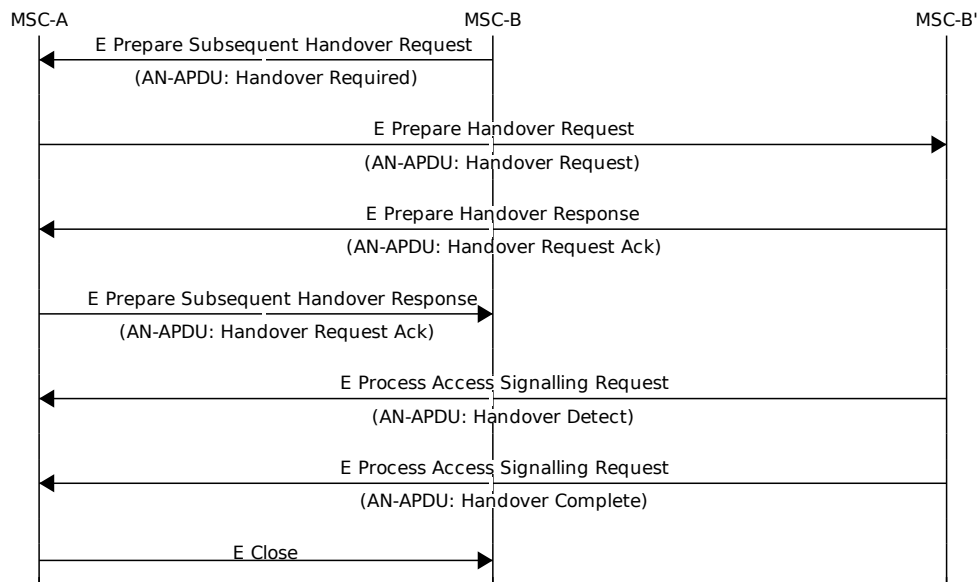 MSC-A MSC-B MSC-B'
E Prepare Subsequent Handover Request
(AN-APDU: Handover Required)
E Prepare Handover Request
(AN-APDU: Handover Request)
E Prepare Handover Response
(AN-APDU: Handover Request Ack)
E Prepare Subsequent Handover Response
(AN-APDU: Handover Request Ack)
E Process Access Signalling Request
(AN-APDU: Handover Detect)
E Process Access Signalling Request
(AN-APDU: Handover Complete)
E Close